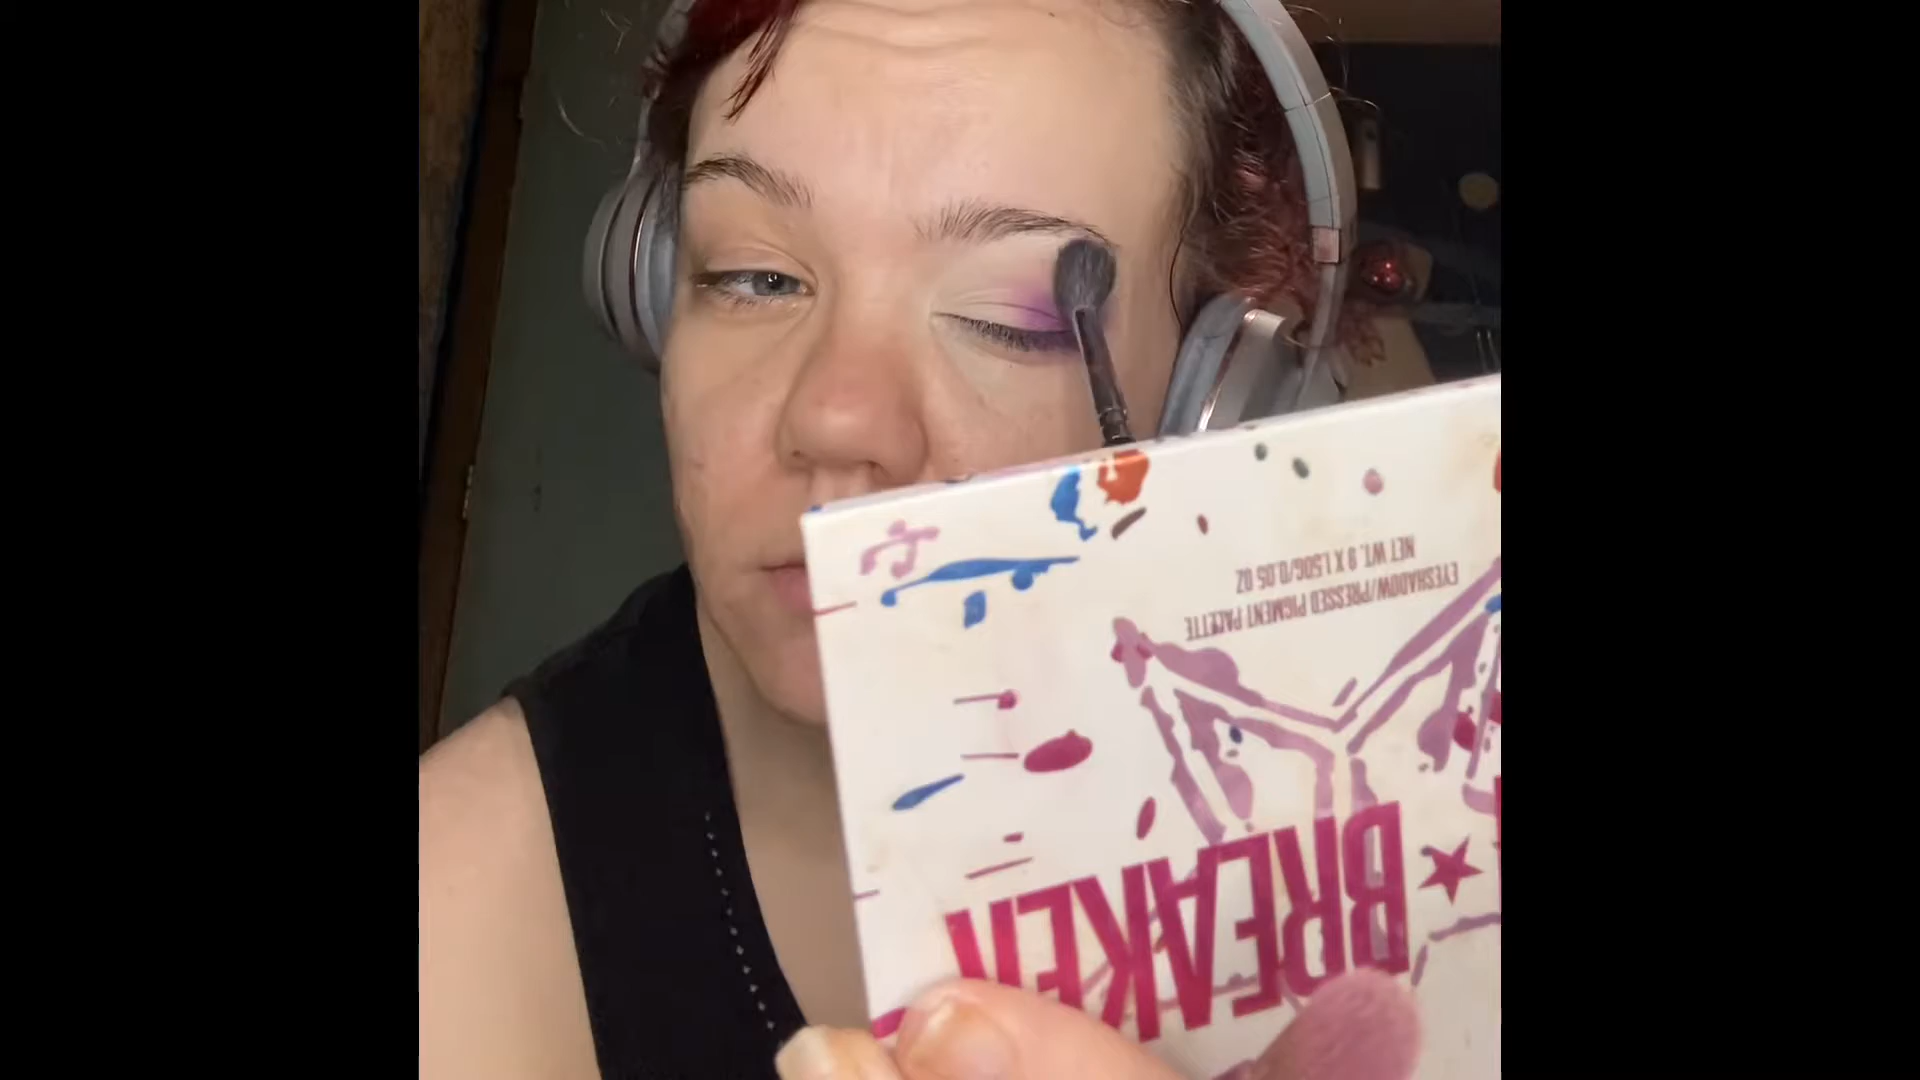 BREAKER
EYESHADOW/PRESSED PIGMENT PALETTE
NET WT. 9 X 1.50G/0.05 OZ